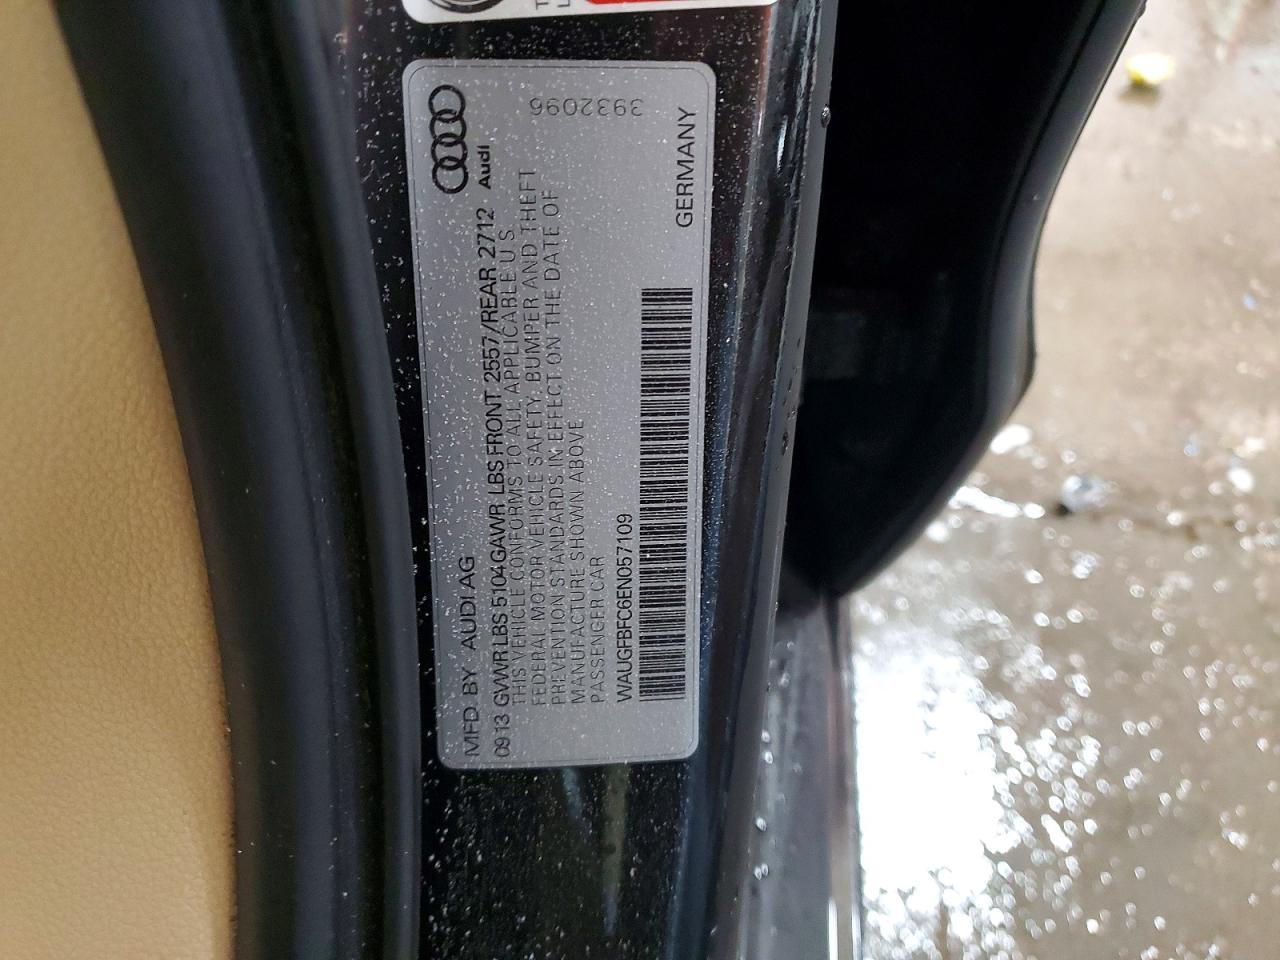 MFD BY AUDI AG
0913 GVWR LBS 5104 GAWR LBS FRONT 2557/REAR 2712
THIS VEHICLE CONFORMS TO ALL APPLICABLE U S
FEDERAL MOTOR VEHICLE SAFETY, BUMPER AND THEFT
PREVENTION STANDARDS IN EFFECT ON THE DATE OF
MANUFACTURE SHOWN ABOVE
PASSENGER CAR
WAUGFBFC6EN057109
Audi
3932096
GERMANY